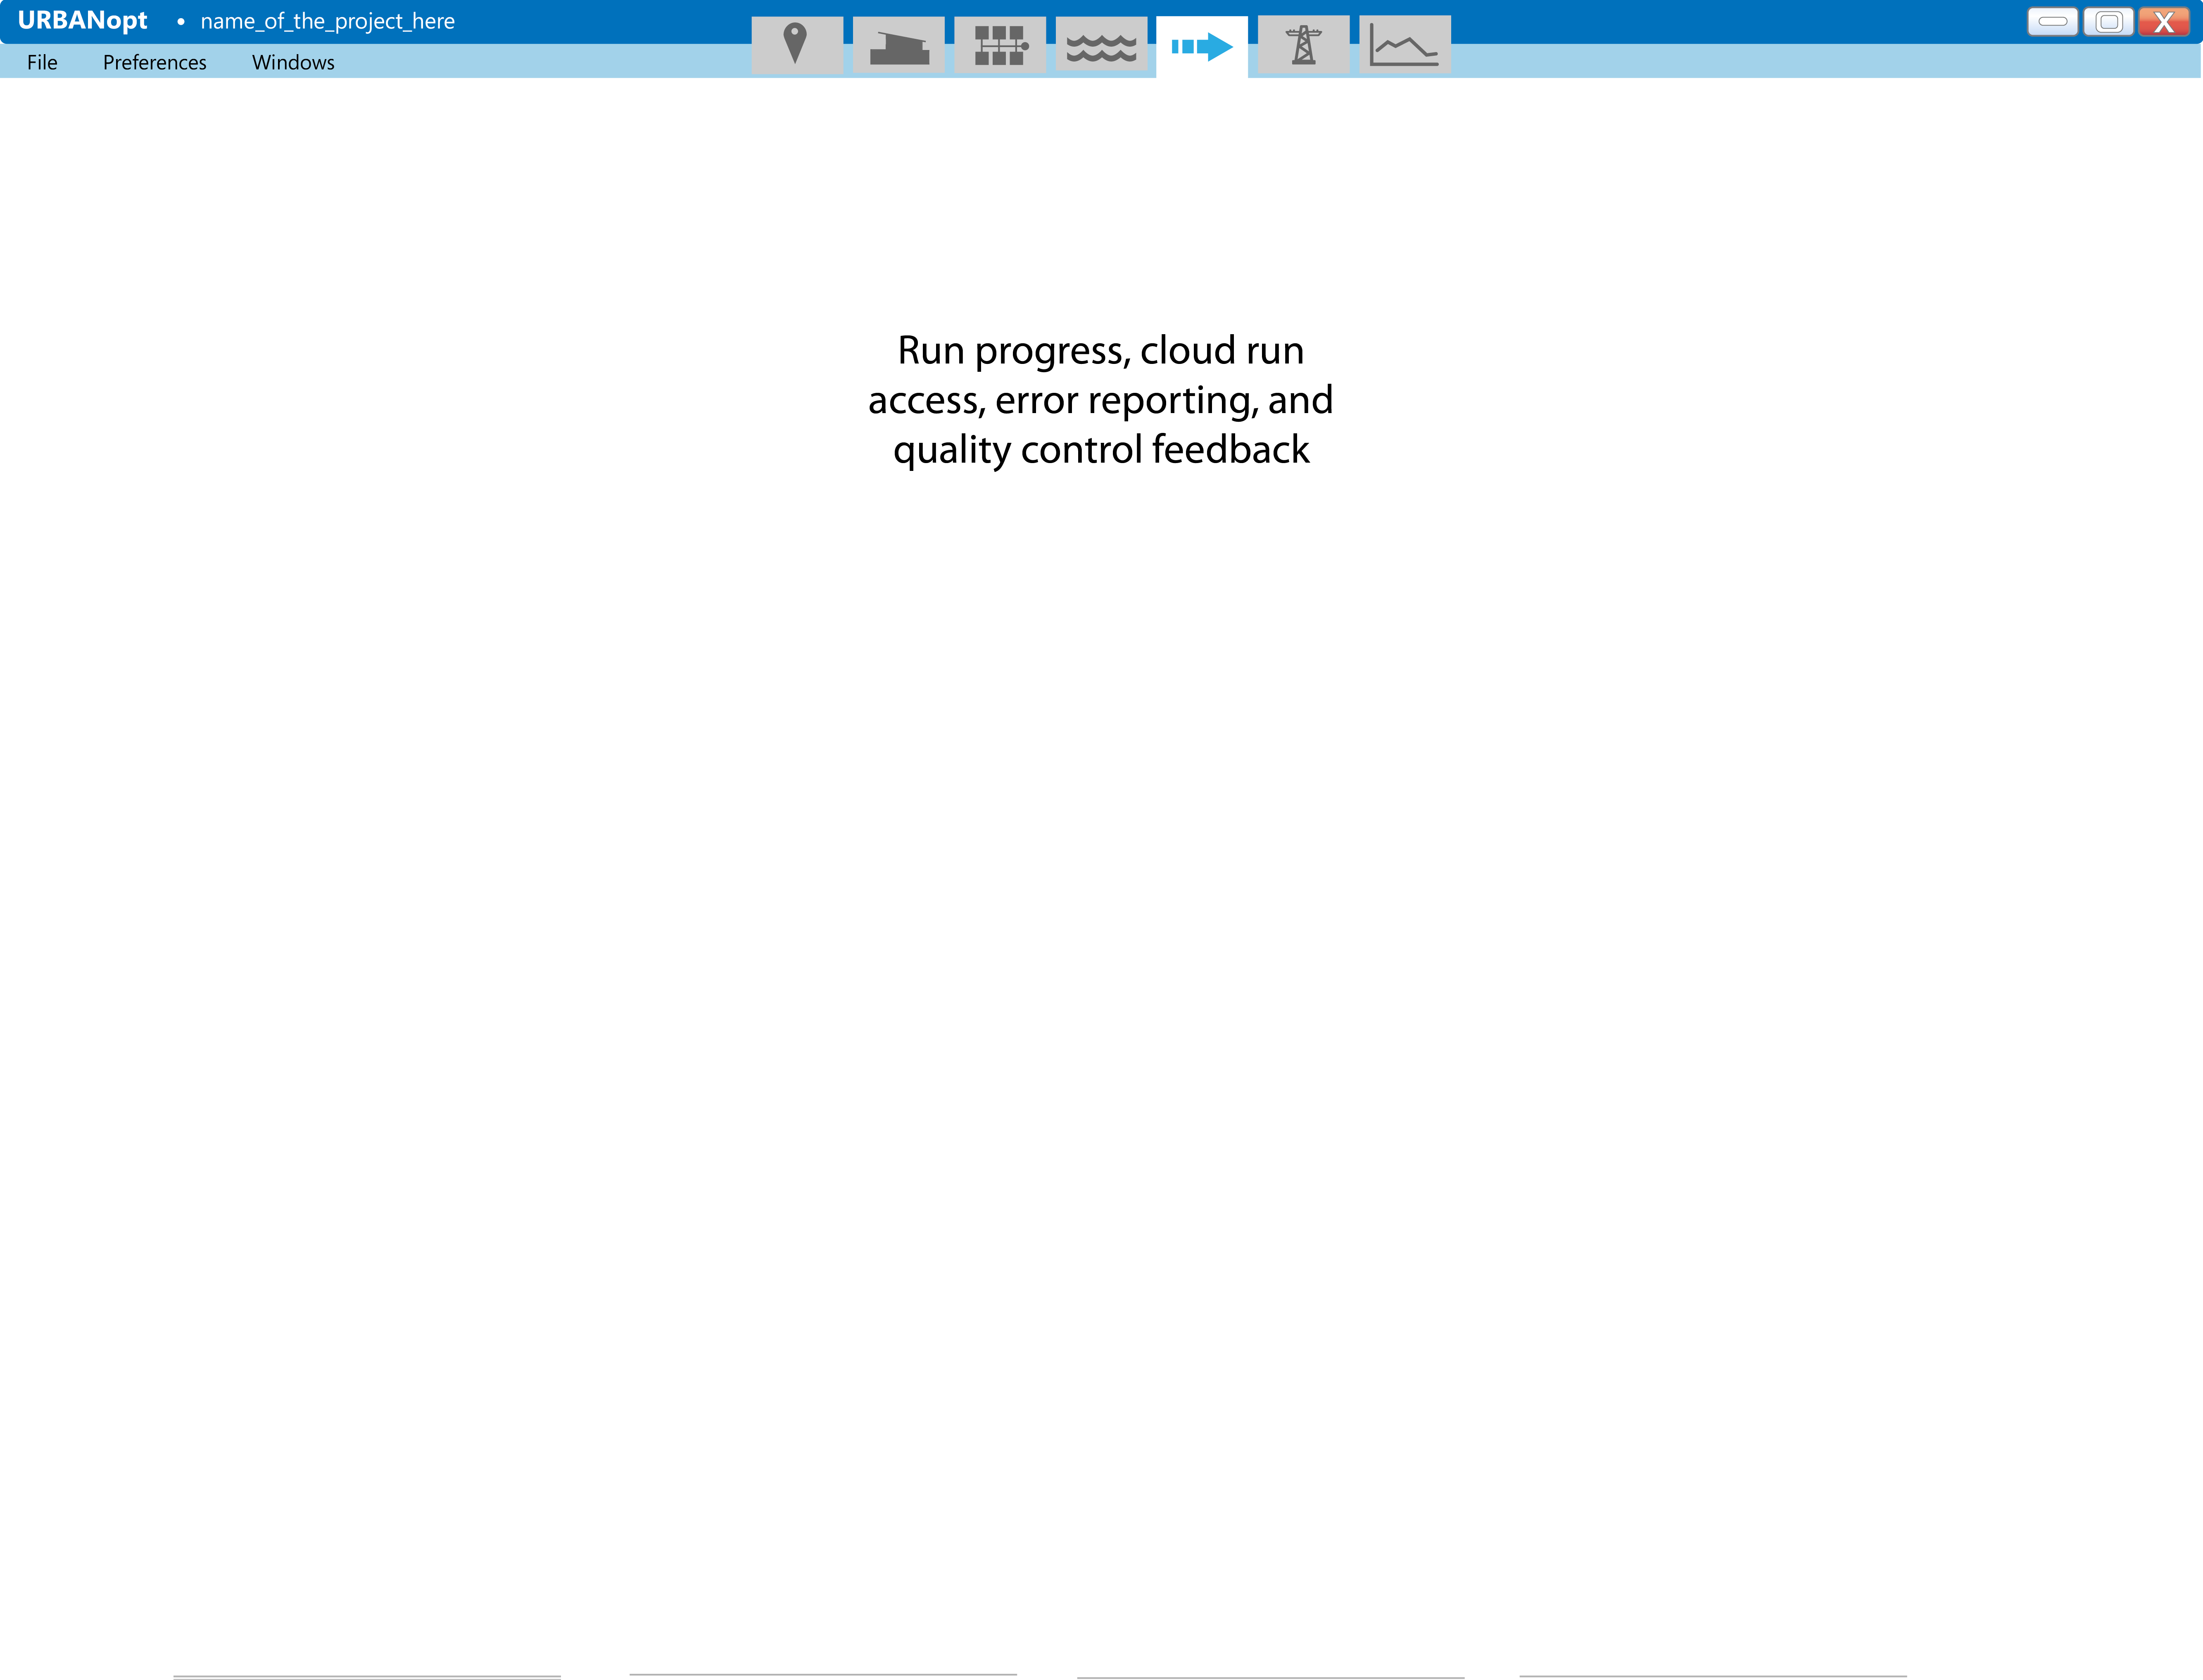 URBANopt • name_of_the_project_here
File Preferences Windows
Run progress, cloud run
access, error reporting, and
quality control feedback